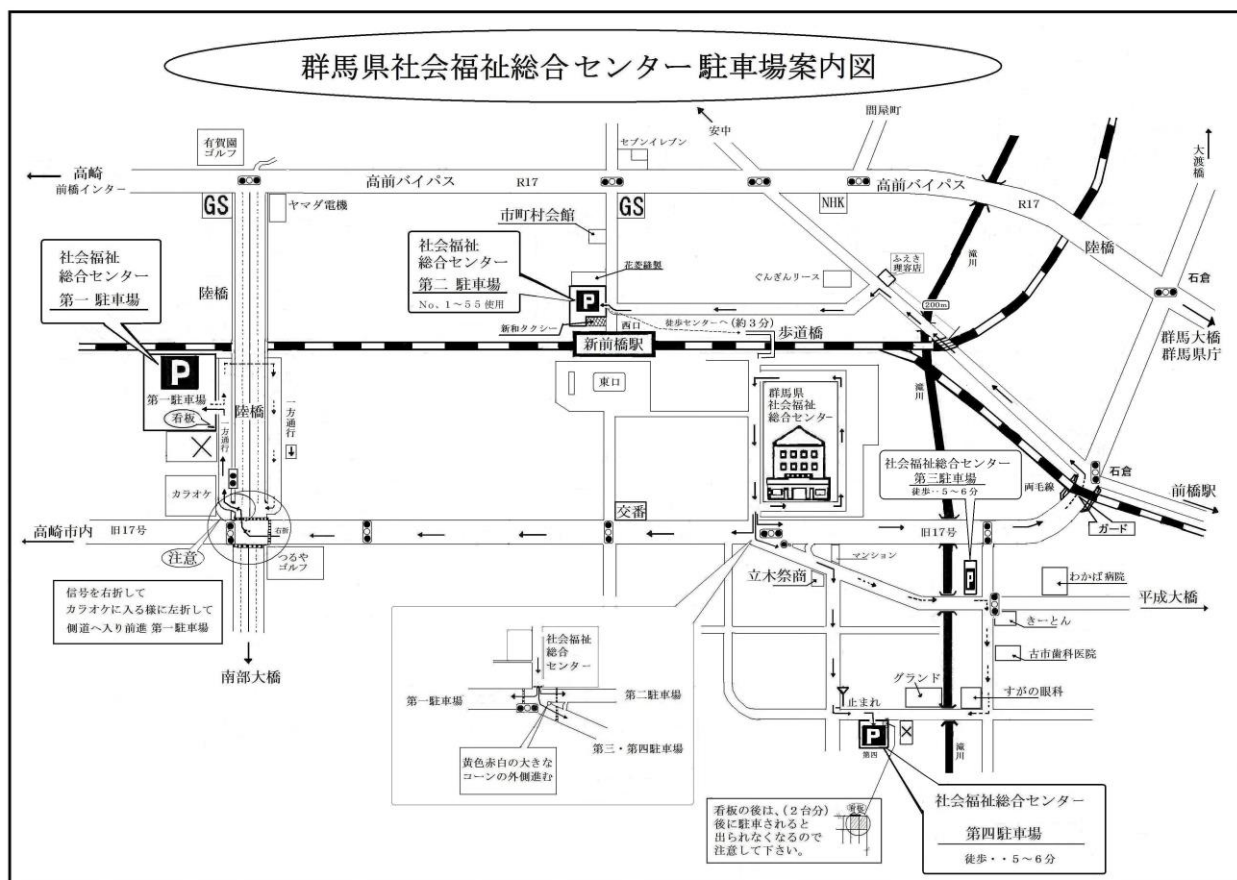 群馬県社会福祉総合センター駐車場案内図
有賀園
ゴルフ
高崎
前橋インター
高前バイパス
R17
セブンイレブン
安中
問屋町
高前バイパス
R17
大渡橋
GS
ヤマダ電機
市町村会館
GS
NHK
陸橋
滝川
社会福祉
総合センター
第一 駐車場
陸橋
社会福祉
総合センター
第二 駐車場
No、1～55使用
花菱縫製
ぐんぎんリース
ふえき
理容店
石倉
200m
新和タクシー
西口
徒歩センターへ(約3分)
歩道橋
群馬大橋
群馬県庁
P
P
新前橋駅
第一駐車場
看板
陸橋
一方通行
一方通行
東口
群馬県
社会福祉
総合センター
滝川
社会福祉総合センター
第三駐車場
徒歩‥5～6分
両毛線
石倉
前橋駅
ガード
カラオケ
高崎市内
旧17号
右折
注意
つるや
ゴルフ
交番
旧17号
マンション
立木祭商
P
わかば病院
平成大橋
きーとん
古市歯科医院
すがの眼科
グランド
止まれ
信号を右折して
カラオケに入る様に左折して
側道へ入り前進 第一駐車場
南部大橋
社会福祉
総合
センター
第一駐車場
第二駐車場
第三・第四駐車場
黄色赤白の大きな
コーンの外側進む
P
第四
滝川
看板の後は、(2台分)
後に駐車されると
出られなくなるので
注意して下さい。
看板
社会福祉総合センター
第四駐車場
徒歩・・5～6分